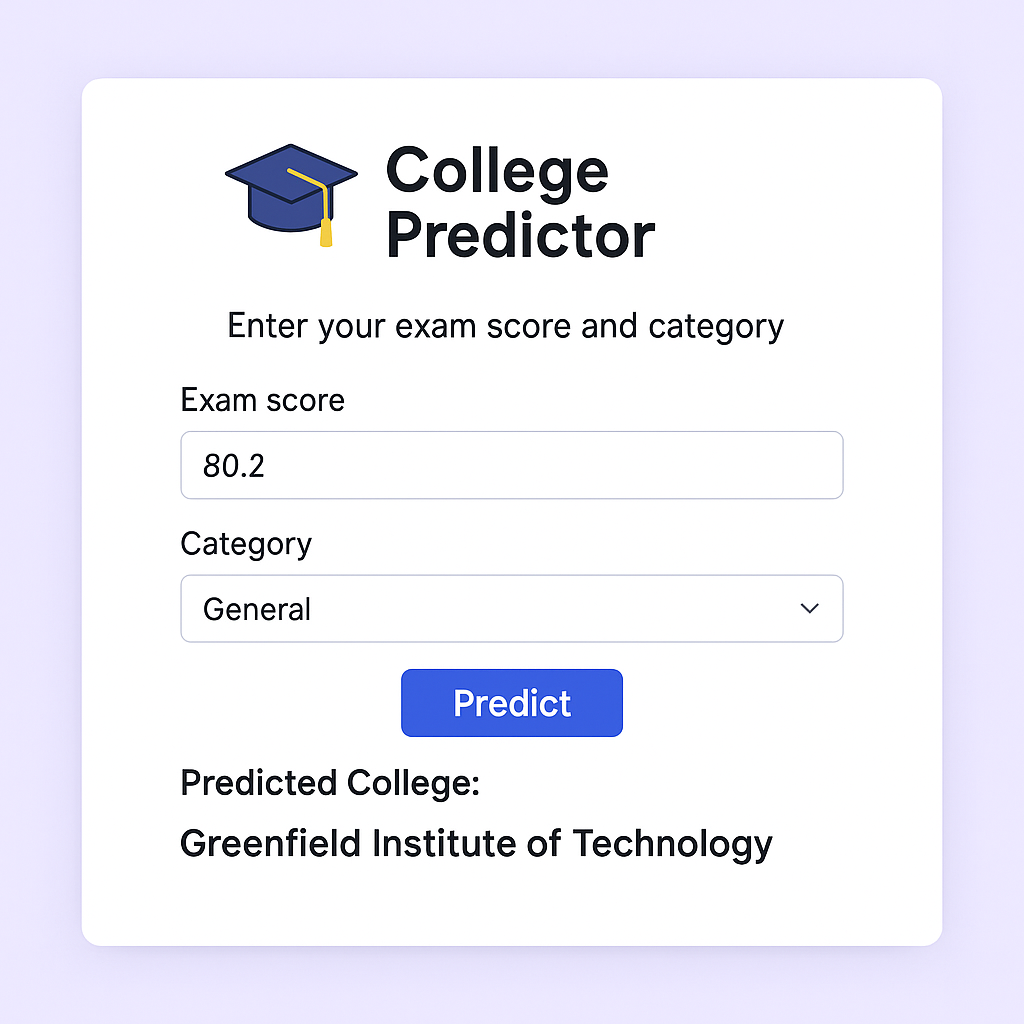 College
Predictor
Enter your exam score and category
Exam score
80.2
Category
General
Predict
Predicted College:
Greenfield Institute of Technology